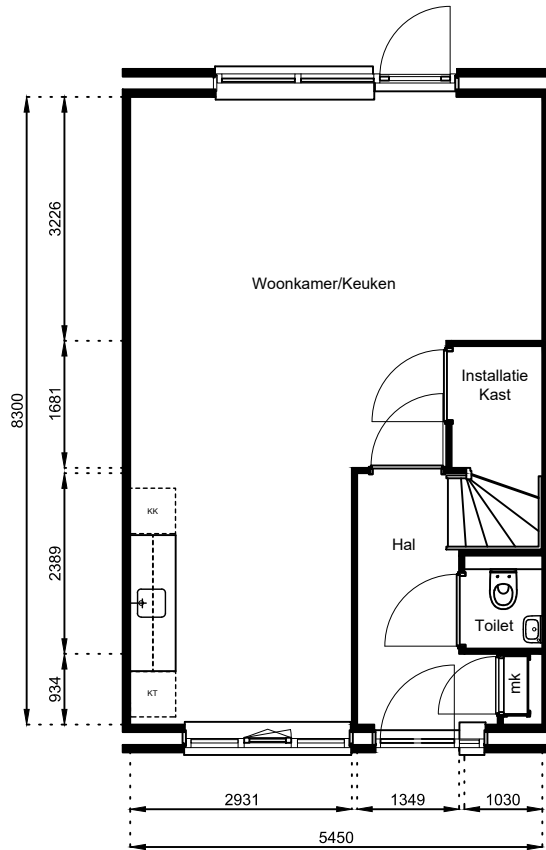 3226
Woonkamer/Keuken
Installatie
Kast
1681
8300
KK
Hal
2389
Toilet
KT
934
mk
2931
1349
1030
5450